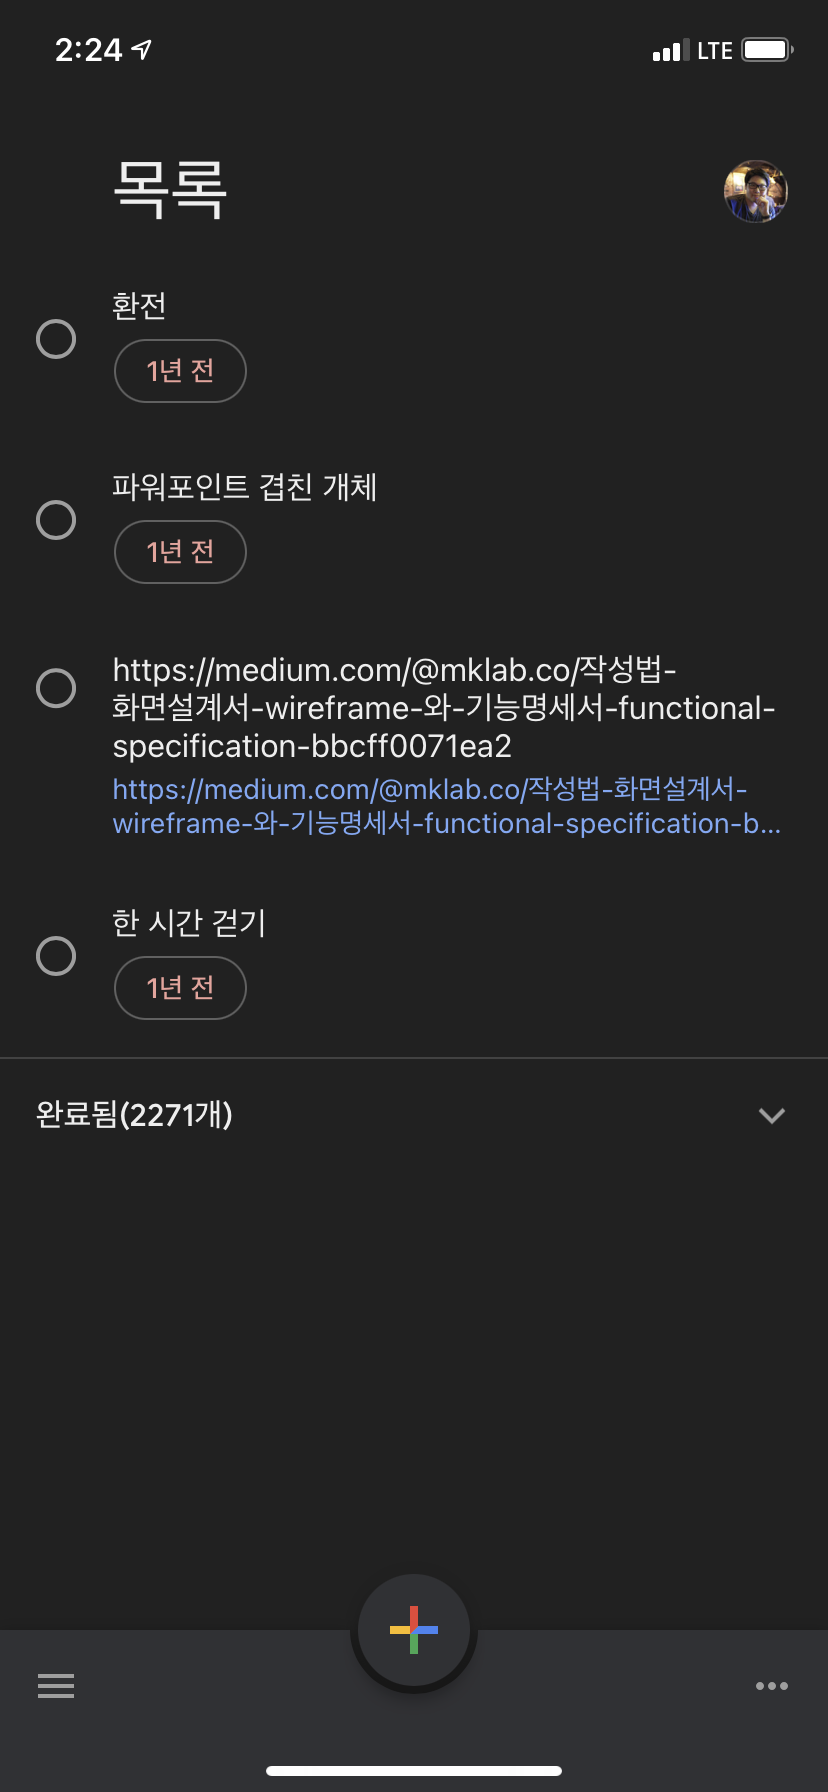 2:24
LTE
목록
환전
1년 전
파워포인트 겹친 개체
1년 전
https://medium.com/@mklab.co/작성법-
화면설계서-wireframe-와-기능명세서-functional-
specification-bbcff0071ea2
https://medium.com/@mklab.co/작성법-화면설계서-
wireframe-와-기능명세서-functional-specification-b...
한 시간 걷기
1년 전
완료됨(2271개)